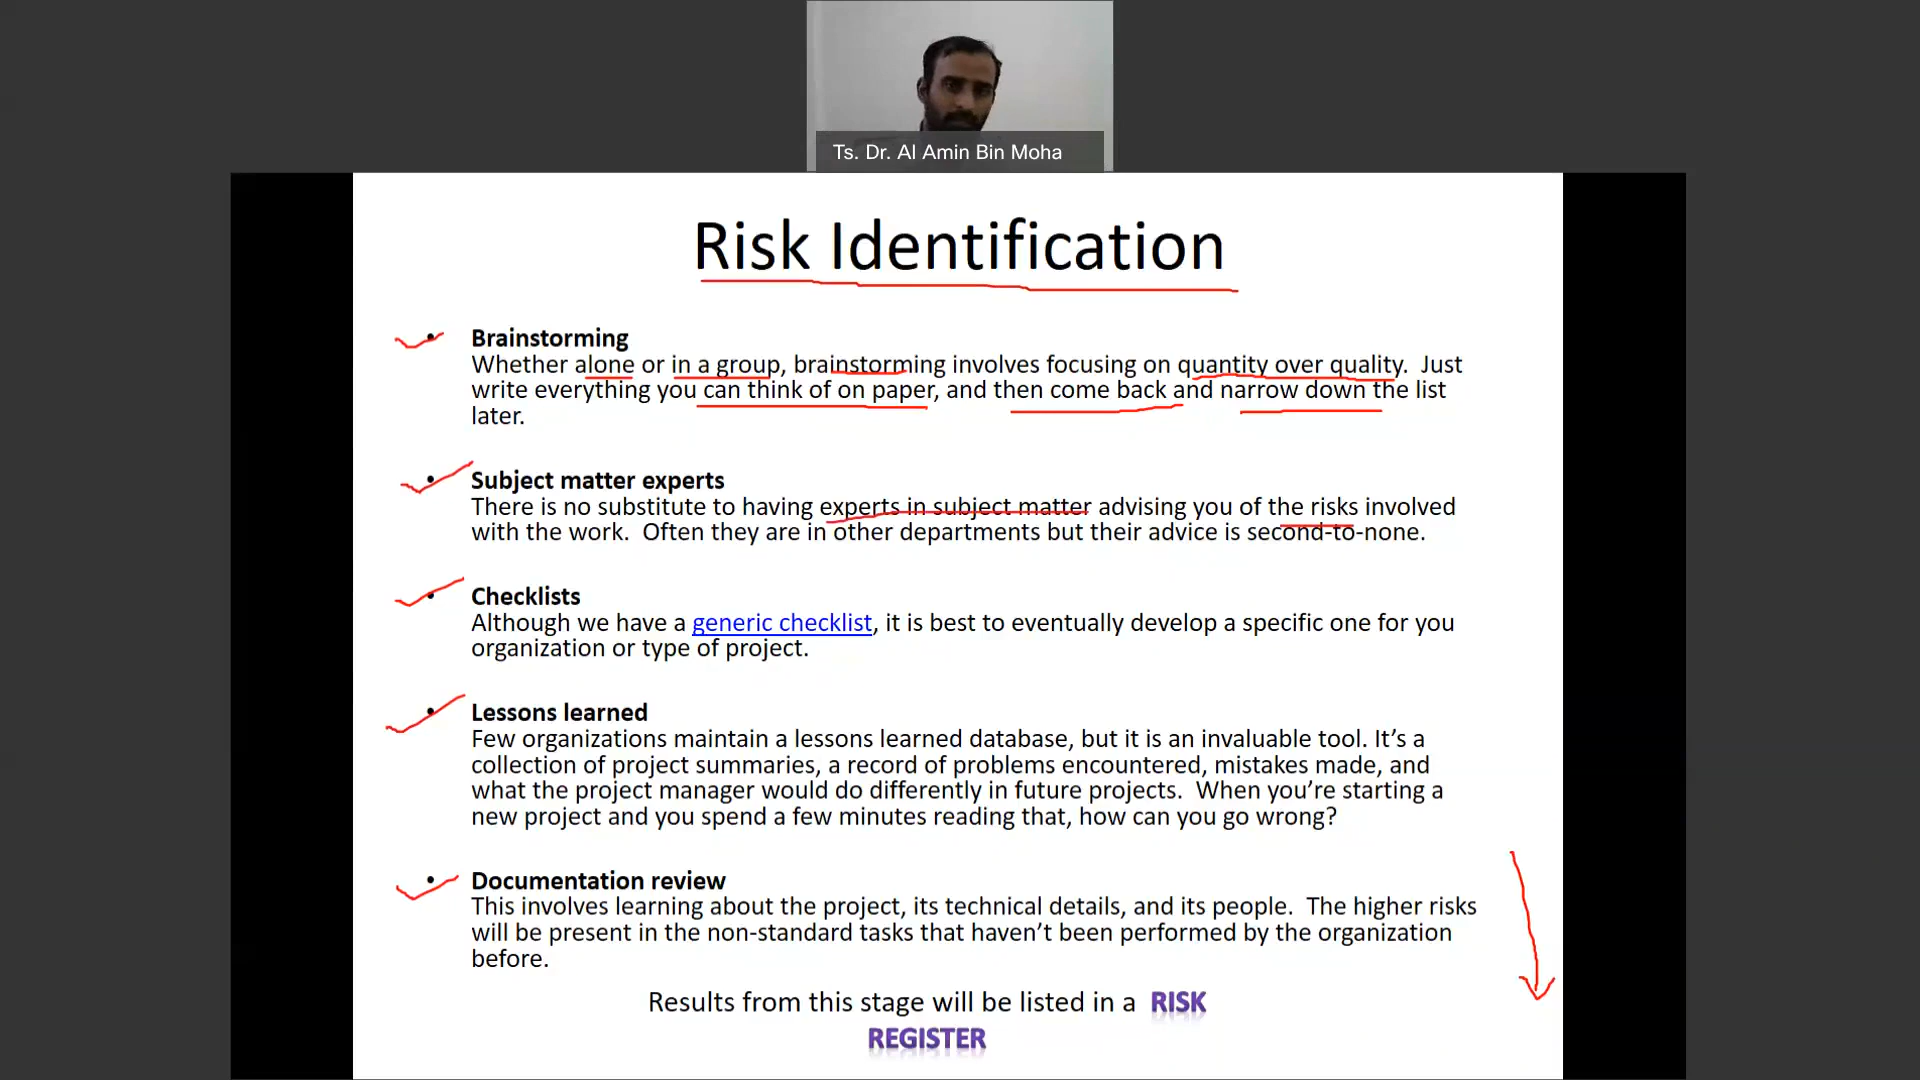 Ts. Dr. Al Amin Bin Moha
Risk Identification
• Brainstorming
Whether alone or in a group, brainstorming involves focusing on quantity over quality.  Just
write everything you can think of on paper, and then come back and narrow down the list
later.
• Subject matter experts
There is no substitute to having experts in subject matter advising you of the risks involved
with the work.  Often they are in other departments but their advice is second-to-none.
• Checklists
Although we have a generic checklist, it is best to eventually develop a specific one for you
organization or type of project.
• Lessons learned
Few organizations maintain a lessons learned database, but it is an invaluable tool. It’s a
collection of project summaries, a record of problems encountered, mistakes made, and
what the project manager would do differently in future projects.  When you’re starting a
new project and you spend a few minutes reading that, how can you go wrong?
• Documentation review
This involves learning about the project, its technical details, and its people.  The higher risks
will be present in the non-standard tasks that haven’t been performed by the organization
before.
Results from this stage will be listed in a RISK
REGISTER